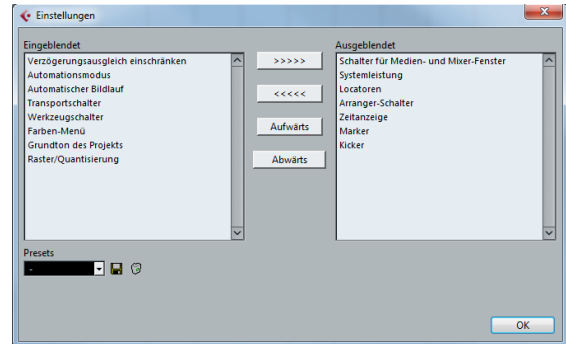 Einstellungen
Eingeblendet
Verzögerungsausgleich einschränken
Automationsmodus
Automatischer Bildlauf
Transportschalter
Werkzeugschalter
Farben-Menü
Grundton des Projekts
Raster/Quantisierung
>>>>>
<<<<<
Aufwärts
Abwärts
Ausgeblendet
Schalter für Medien- und Mixer-Fenster
Systemleistung
Locatoren
Arranger-Schalter
Zeitanzeige
Marker
Kicker
Presets
-
OK